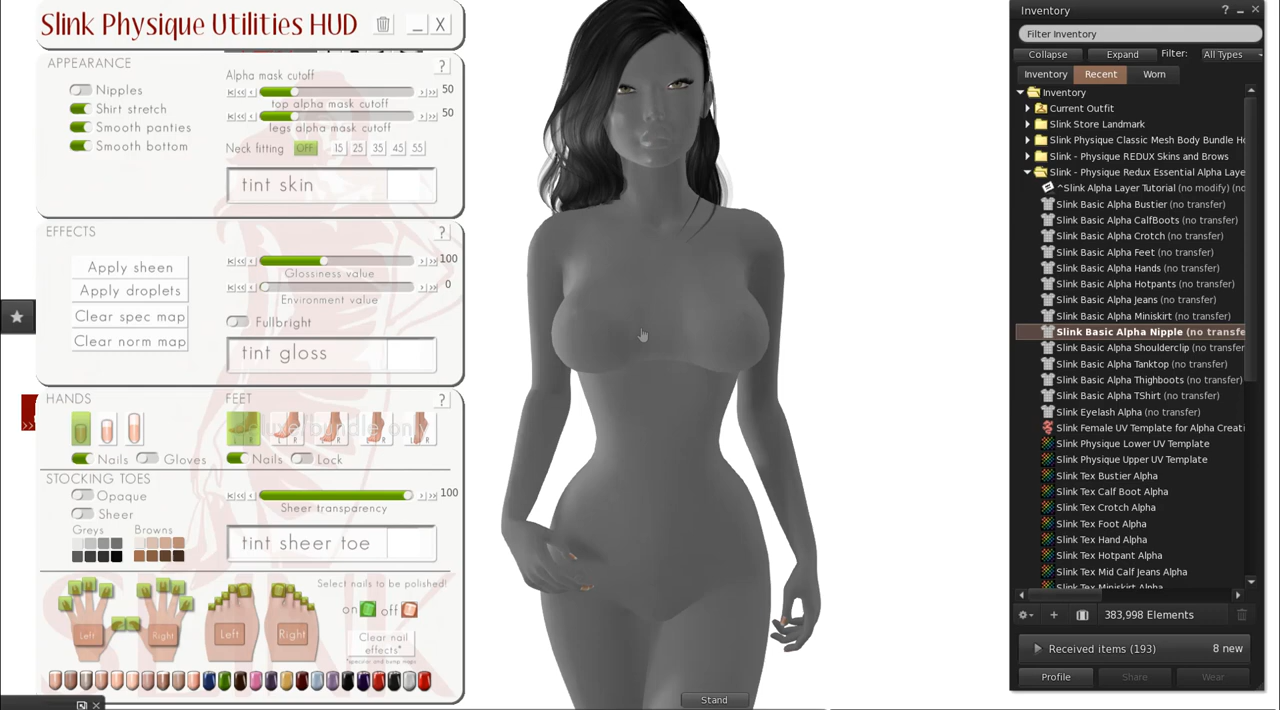 Slink Physique Utilities HUD
_ X
APPEARANCE
?
Nipples
Shirt stretch
Smooth panties
Smooth bottom
Alpha mask cutoff
50
top alpha mask cutoff
50
legs alpha mask cutoff
Neck fitting OFF 15 25 35 45 55
tint skin
EFFECTS
?
Apply sheen
Apply droplets
Clear spec map
Clear norm map
100
Glossiness value
0
Environment value
Fullbright
tint gloss
HANDS
FEET
?
Nails Gloves
Nails Lock
STOCKING TOES
Opaque
Sheer
Greys Browns
100
Sheer transparency
tint sheer toe
Left Right Left Right
Select nails to be polished!
on off
Clear nail
effects*
Stand
Inventory ? _ X
Filter Inventory
Collapse Expand Filter: All Types
Inventory Recent Worn
Inventory
Current Outfit
Slink Store Landmark
Slink Physique Classic Mesh Body Bundle Ho
Slink - Physique REDUX Skins and Brows
Slink - Physique Redux Essential Alpha Laye
^Slink Alpha Layer Tutorial (no modify) (no
Slink Basic Alpha Bustier (no transfer)
Slink Basic Alpha CalfBoots (no transfer)
Slink Basic Alpha Crotch (no transfer)
Slink Basic Alpha Feet (no transfer)
Slink Basic Alpha Hands (no transfer)
Slink Basic Alpha Hotpants (no transfer)
Slink Basic Alpha Jeans (no transfer)
Slink Basic Alpha Miniskirt (no transfer)
Slink Basic Alpha Nipple (no transfe
Slink Basic Alpha Shoulderclip (no transfer)
Slink Basic Alpha Tanktop (no transfer)
Slink Basic Alpha Thighboots (no transfer)
Slink Basic Alpha TShirt (no transfer)
Slink Eyelash Alpha (no transfer)
Slink Female UV Template for Alpha Creati
Slink Physique Lower UV Template
Slink Physique Upper UV Template
Slink Tex Bustier Alpha
Slink Tex Calf Boot Alpha
Slink Tex Crotch Alpha
Slink Tex Foot Alpha
Slink Tex Hand Alpha
Slink Tex Hotpant Alpha
Slink Tex Mid Calf Jeans Alpha
Slink Tex Miniskirt Alpha
383,998 Elements
Received items (193) 8 new
Profile Share Wear